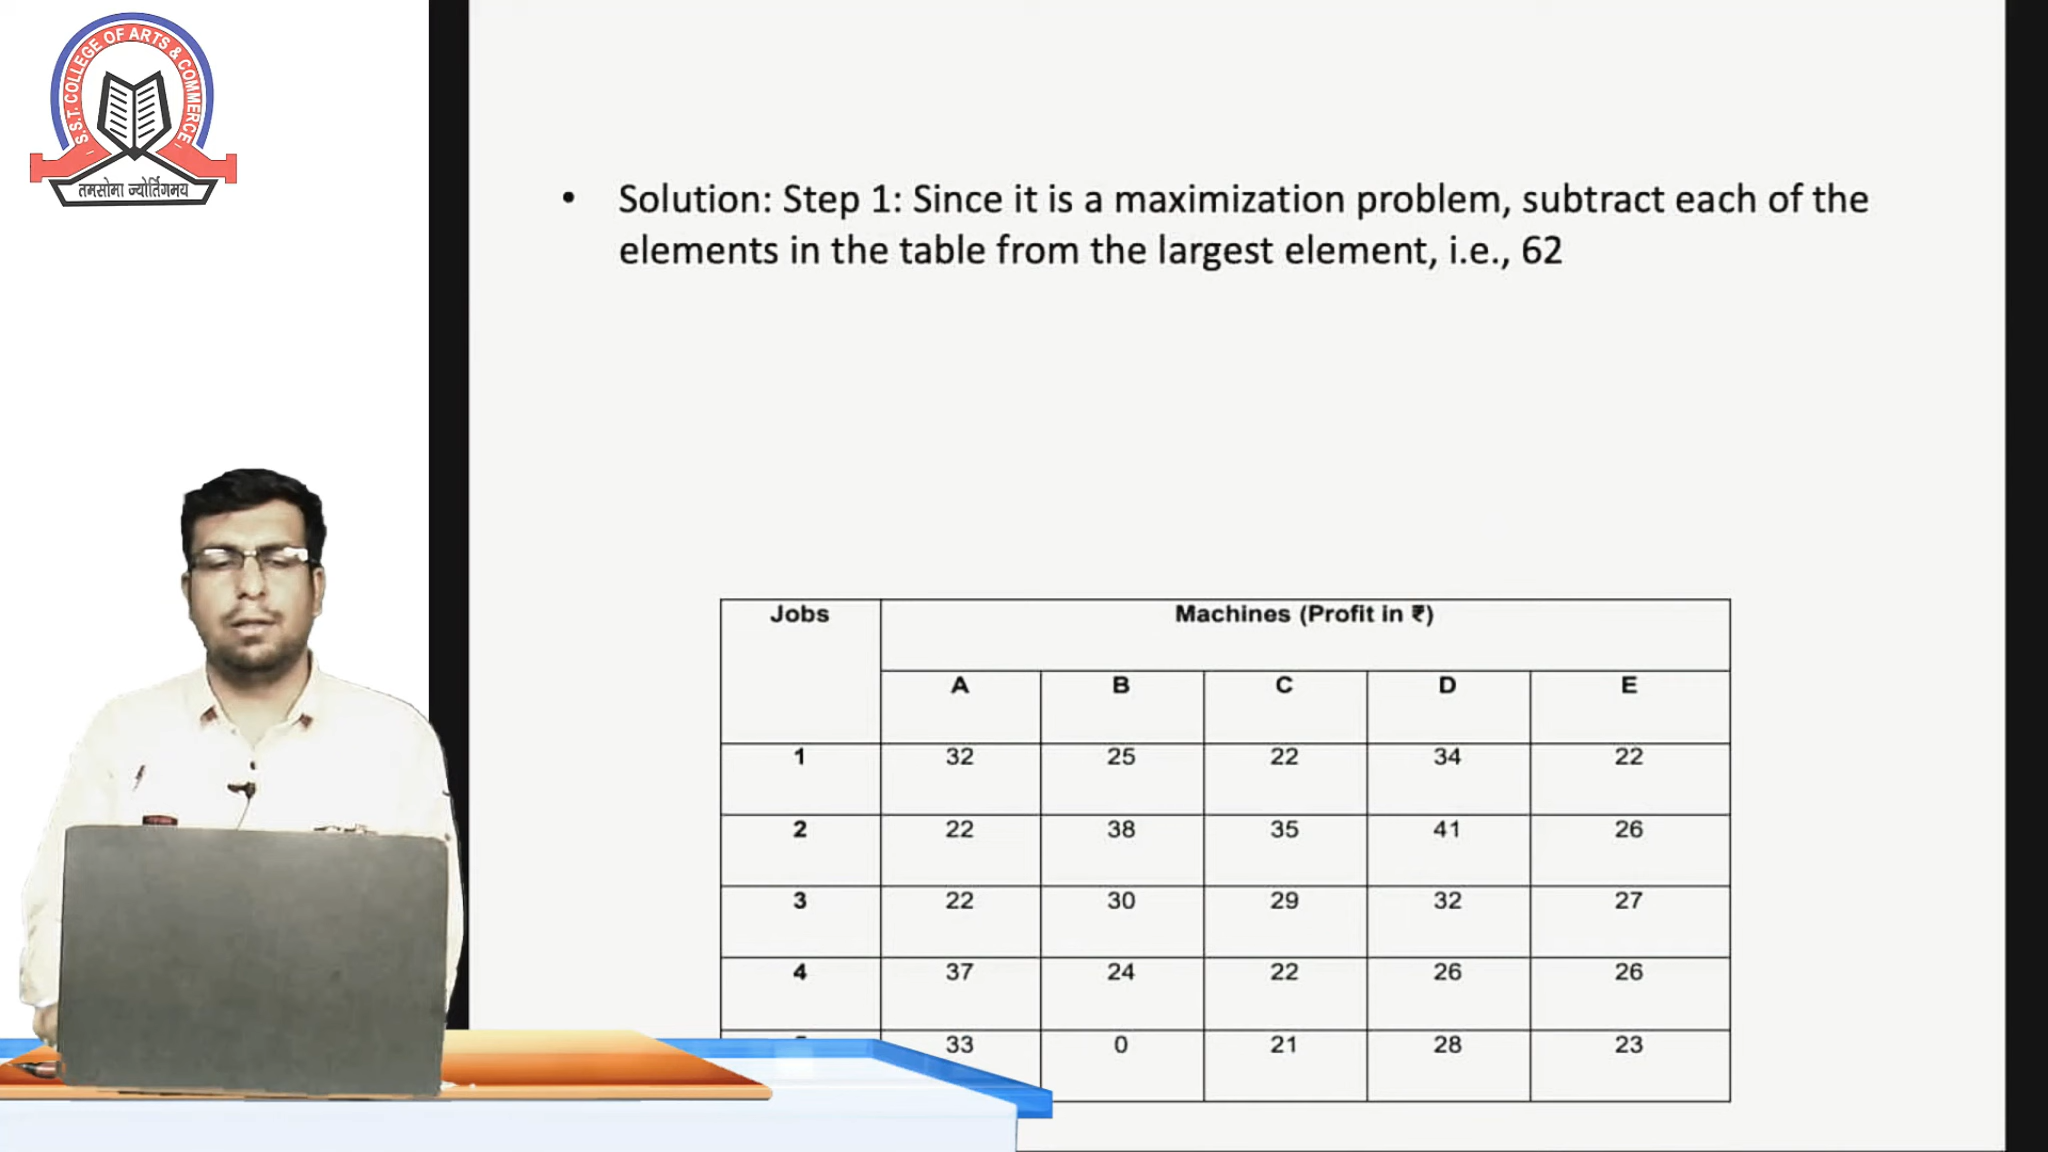 S.S.T. COLLEGE OF ARTS & COMMERCE
तमसोमा ज्योर्तिगमय
• Solution: Step 1: Since it is a maximization problem, subtract each of the
elements in the table from the largest element, i.e., 62
Jobs Machines (Profit in ₹)
A B C D E
1 32 25 22 34 22
2 22 38 35 41 26
3 22 30 29 32 27
4 37 24 22 26 26
33 0 21 28 23